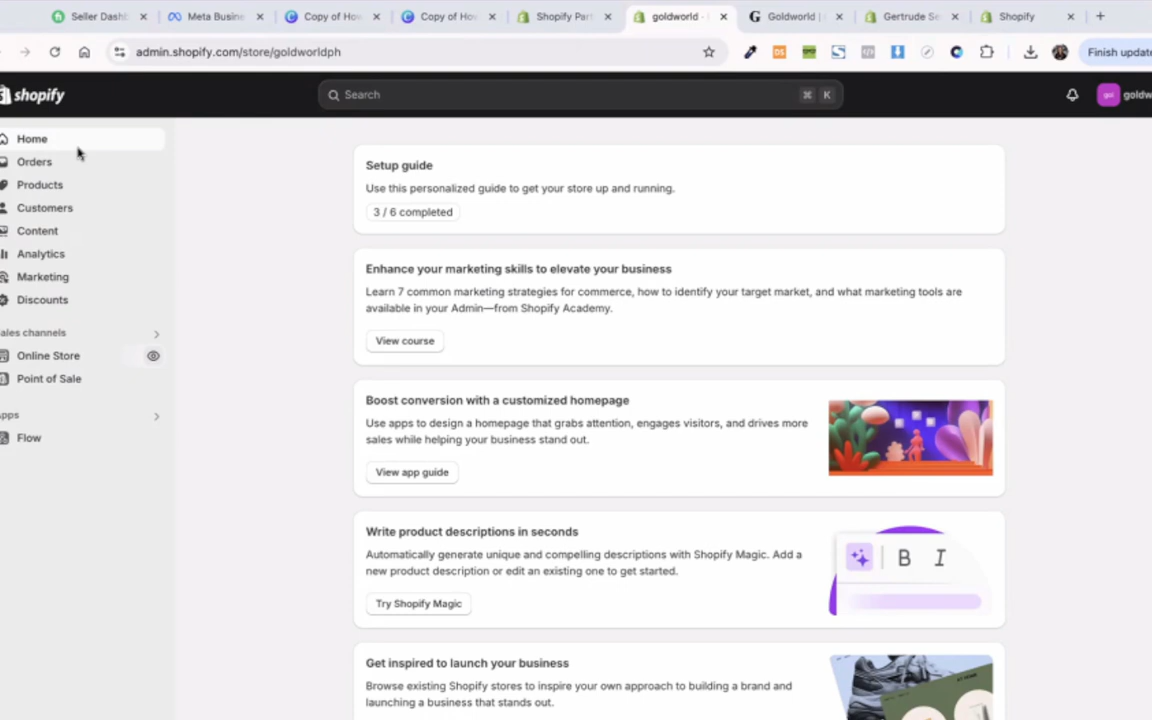 Seller Dashb
Meta Busin
Copy of Hov
Copy of Hov
Shopify Part
goldworld ·
Goldworld |
Gertrude Se
Shopify
admin.shopify.com/store/goldworldph
Finish update
shopify
Search
⌘ K
gol
goldw
Home
Orders
Products
Customers
Content
Analytics
Marketing
Discounts
ales channels
Online Store
Point of Sale
pps
Flow
Setup guide
Use this personalized guide to get your store up and running.
3 / 6 completed
Enhance your marketing skills to elevate your business
Learn 7 common marketing strategies for commerce, how to identify your target market, and what marketing tools are
available in your Admin—from Shopify Academy.
View course
Boost conversion with a customized homepage
Use apps to design a homepage that grabs attention, engages visitors, and drives more
sales while helping your business stand out.
View app guide
Write product descriptions in seconds
Automatically generate unique and compelling descriptions with Shopify Magic. Add a
new product description or edit an existing one to get started.
Try Shopify Magic
B I
Get inspired to launch your business
Browse existing Shopify stores to inspire your own approach to building a brand and
launching a business that stands out.